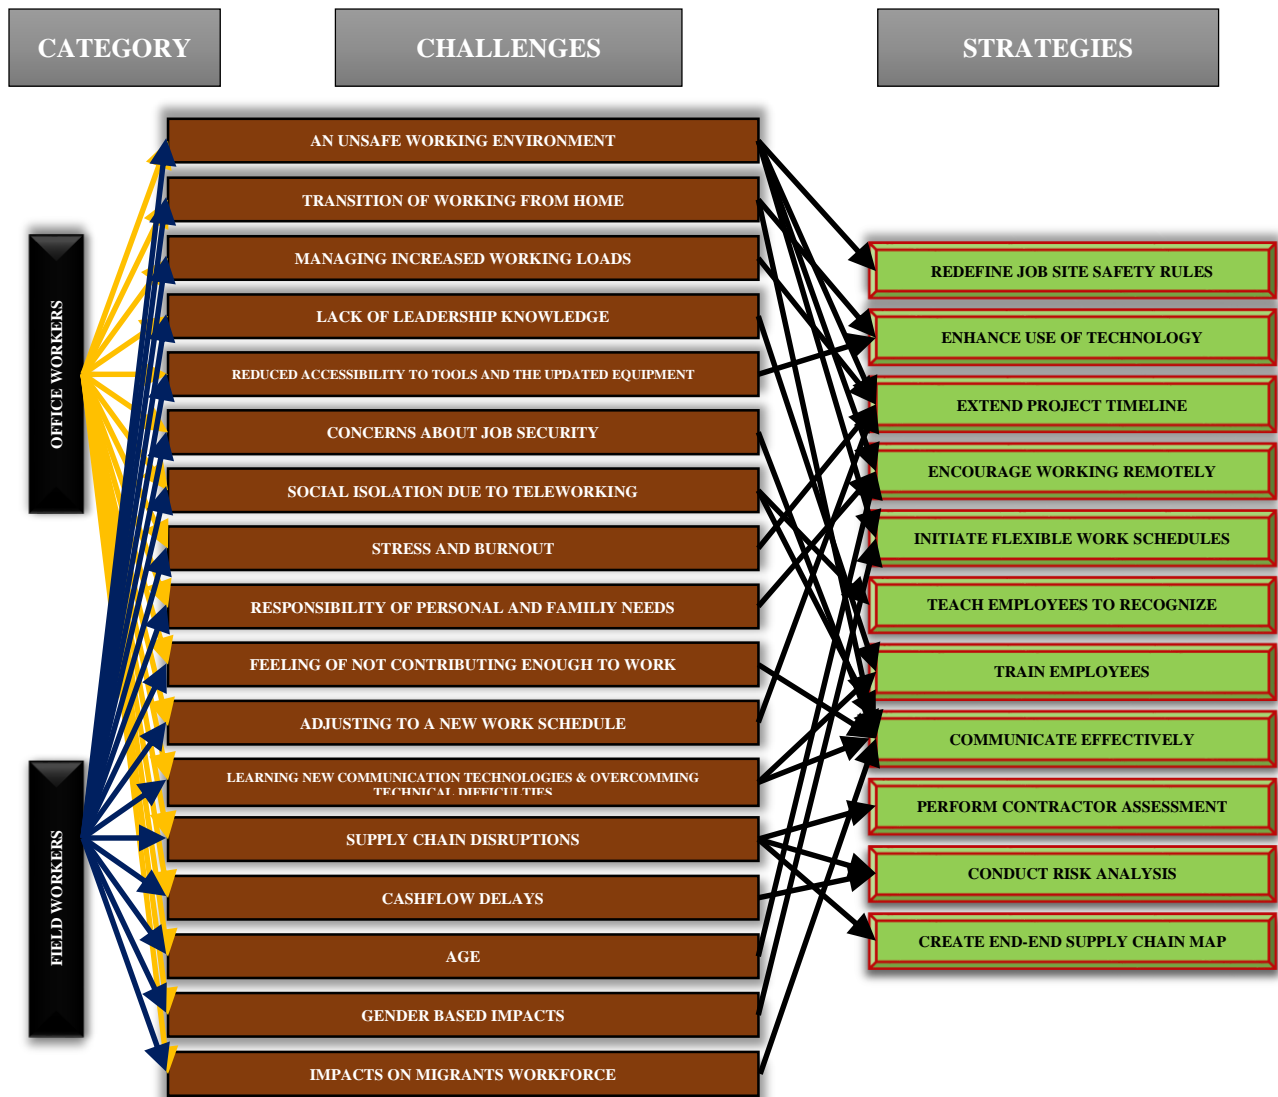 CATEGORY
CHALLENGES
STRATEGIES
OFFICE WORKERS
FIELD WORKERS
AN UNSAFE WORKING ENVIRONMENT
TRANSITION OF WORKING FROM HOME
MANAGING INCREASED WORKING LOADS
LACK OF LEADERSHIP KNOWLEDGE
REDUCED ACCESSIBILITY TO TOOLS AND THE UPDATED EQUIPMENT
CONCERNS ABOUT JOB SECURITY
SOCIAL ISOLATION DUE TO TELEWORKING
STRESS AND BURNOUT
RESPONSIBILITY OF PERSONAL AND FAMILIY NEEDS
FEELING OF NOT CONTRIBUTING ENOUGH TO WORK
ADJUSTING TO A NEW WORK SCHEDULE
LEARNING NEW COMMUNICATION TECHNOLOGIES & OVERCOMMING
TECHNICAL DIFFICULTIES
SUPPLY CHAIN DISRUPTIONS
CASHFLOW DELAYS
AGE
GENDER BASED IMPACTS
IMPACTS ON MIGRANTS WORKFORCE
REDEFINE JOB SITE SAFETY RULES
ENHANCE USE OF TECHNOLOGY
EXTEND PROJECT TIMELINE
ENCOURAGE WORKING REMOTELY
INITIATE FLEXIBLE WORK SCHEDULES
TEACH EMPLOYEES TO RECOGNIZE
TRAIN EMPLOYEES
COMMUNICATE EFFECTIVELY
PERFORM CONTRACTOR ASSESSMENT
CONDUCT RISK ANALYSIS
CREATE END-END SUPPLY CHAIN MAP